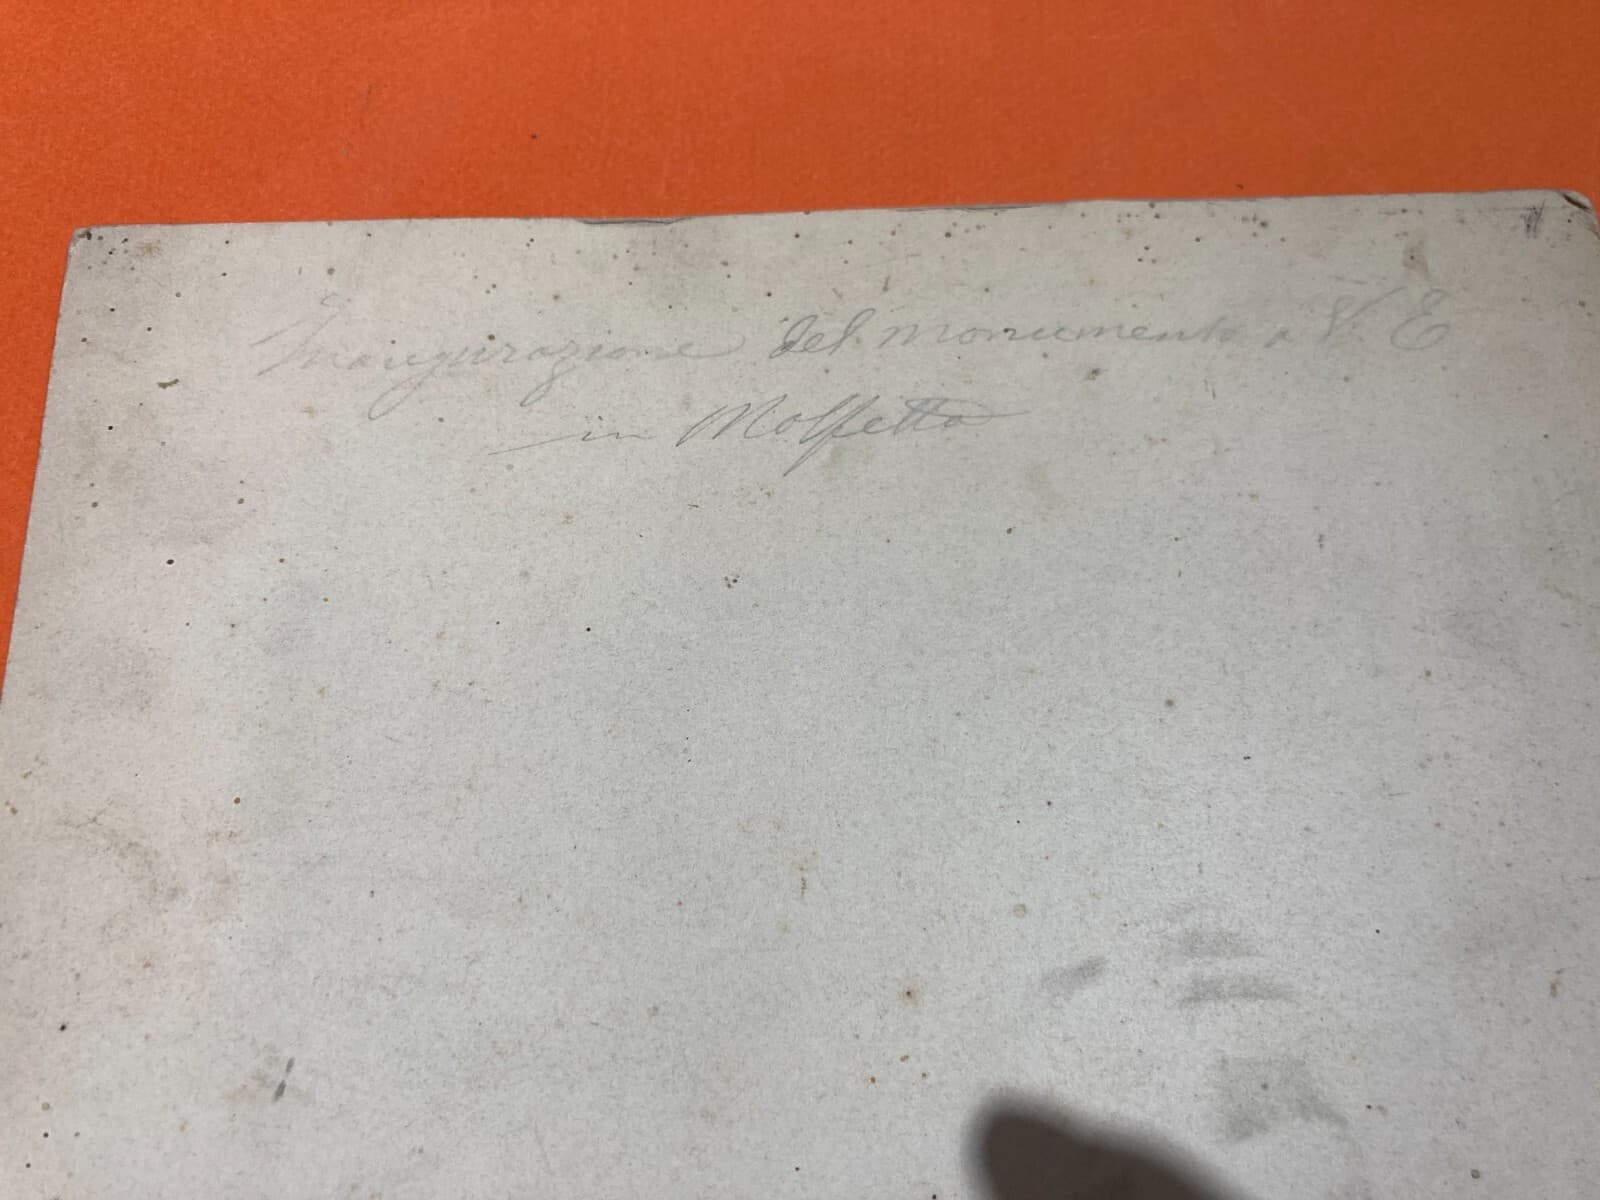 Inaugurazione del monumento a V. E
in Molfetta